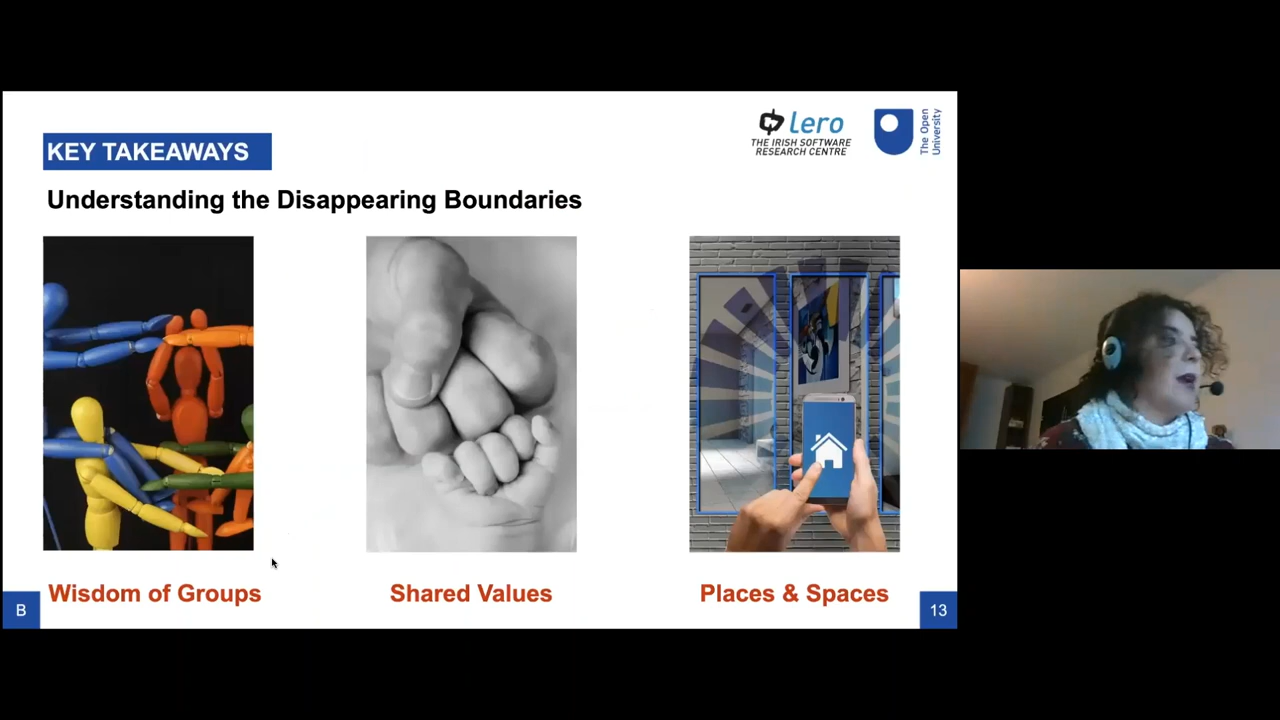 KEY TAKEAWAYS
lero
THE IRISH SOFTWARE
RESEARCH CENTRE
The Open
University
Understanding the Disappearing Boundaries
Wisdom of Groups
Shared Values
Places & Spaces
B
13